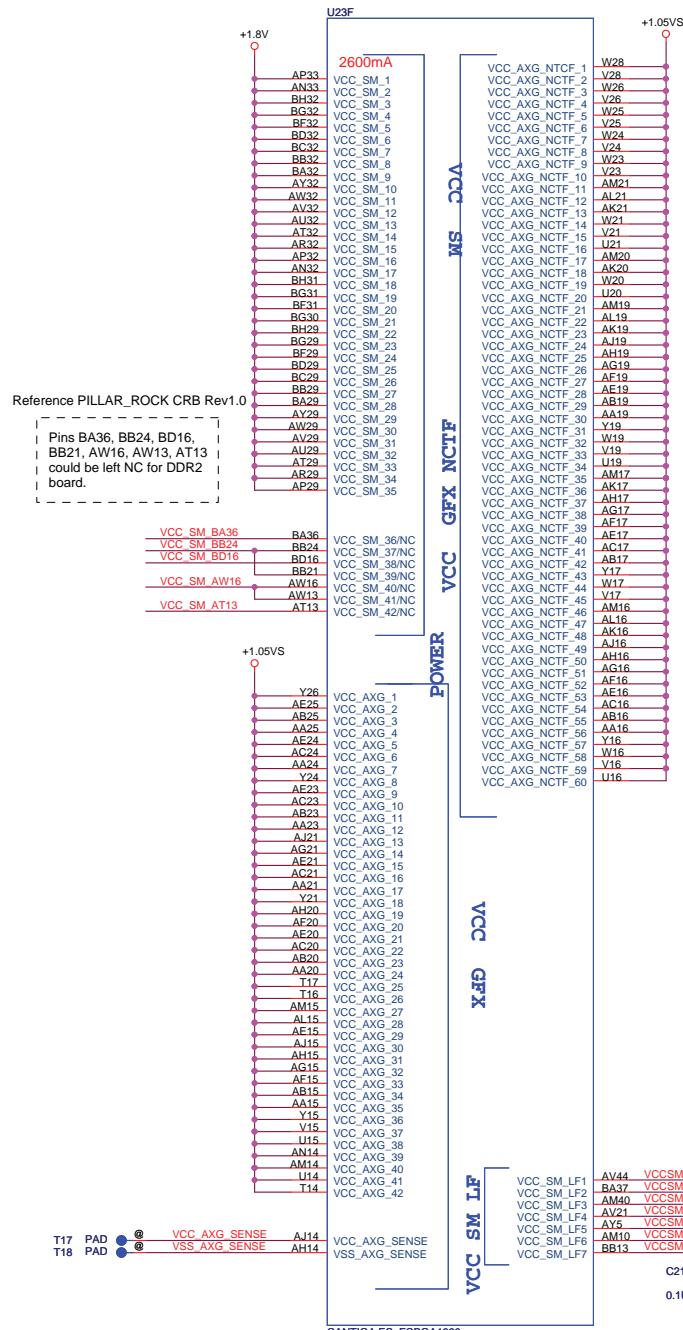 U23F
+1.8V
+1.05VS
2600mA
AP33 VCC_SM_1
AN33 VCC_SM_2
BH32 VCC_SM_3
BG32 VCC_SM_4
BF32 VCC_SM_5
BD32 VCC_SM_6
BC32 VCC_SM_7
BB32 VCC_SM_8
BA32 VCC_SM_9
AY32 VCC_SM_10
AW32 VCC_SM_11
AV32 VCC_SM_12
AU32 VCC_SM_13
AT32 VCC_SM_14
AR32 VCC_SM_15
AP32 VCC_SM_16
AN32 VCC_SM_17
BH31 VCC_SM_18
BG31 VCC_SM_19
BF31 VCC_SM_20
BG30 VCC_SM_21
BH29 VCC_SM_22
BG29 VCC_SM_23
BF29 VCC_SM_24
BD29 VCC_SM_25
BC29 VCC_SM_26
BB29 VCC_SM_27
BA29 VCC_SM_28
AY29 VCC_SM_29
AW29 VCC_SM_30
AV29 VCC_SM_31
AU29 VCC_SM_32
AT29 VCC_SM_33
AR29 VCC_SM_34
AP29 VCC_SM_35
Reference PILLAR_ROCK CRB Rev1.0
Pins BA36, BB24, BD16,
BB21, AW16, AW13, AT13
could be left NC for DDR2
board.
VCC_SM_BA36 BA36 VCC_SM_36/NC
VCC_SM_BB24 BB24 VCC_SM_37/NC
VCC_SM_BD16 BD16 VCC_SM_38/NC
BB21 VCC_SM_39/NC
VCC_SM_AW16 AW16 VCC_SM_40/NC
AW13 VCC_SM_41/NC
VCC_SM_AT13 AT13 VCC_SM_42/NC
+1.05VS
Y26 VCC_AXG_1
AE25 VCC_AXG_2
AB25 VCC_AXG_3
AA25 VCC_AXG_4
AE24 VCC_AXG_5
AC24 VCC_AXG_6
AA24 VCC_AXG_7
Y24 VCC_AXG_8
AE23 VCC_AXG_9
AC23 VCC_AXG_10
AB23 VCC_AXG_11
AA23 VCC_AXG_12
AJ21 VCC_AXG_13
AG21 VCC_AXG_14
AE21 VCC_AXG_15
AC21 VCC_AXG_16
AA21 VCC_AXG_17
Y21 VCC_AXG_18
AH20 VCC_AXG_19
AF20 VCC_AXG_20
AE20 VCC_AXG_21
AC20 VCC_AXG_22
AB20 VCC_AXG_23
AA20 VCC_AXG_24
T17 VCC_AXG_25
T16 VCC_AXG_26
AM15 VCC_AXG_27
AL15 VCC_AXG_28
AE15 VCC_AXG_29
AJ15 VCC_AXG_30
AH15 VCC_AXG_31
AG15 VCC_AXG_32
AF15 VCC_AXG_33
AB15 VCC_AXG_34
AA15 VCC_AXG_35
Y15 VCC_AXG_36
V15 VCC_AXG_37
U15 VCC_AXG_38
AN14 VCC_AXG_39
AM14 VCC_AXG_40
U14 VCC_AXG_41
T14 VCC_AXG_42
T17 PAD @ VCC_AXG_SENSE AJ14 VCC_AXG_SENSE
T18 PAD @ VSS_AXG_SENSE AH14 VSS_AXG_SENSE
VCC SM
VCC GFX NCTF
POWER
VCC GFX
VCC SM LF
VCC_AXG_NTCF_1 W28
VCC_AXG_NCTF_2 V28
VCC_AXG_NCTF_3 W26
VCC_AXG_NCTF_4 V26
VCC_AXG_NCTF_5 W25
VCC_AXG_NCTF_6 V25
VCC_AXG_NCTF_7 W24
VCC_AXG_NCTF_8 V24
VCC_AXG_NCTF_9 W23
VCC_AXG_NCTF_10 V23
VCC_AXG_NCTF_11 AM21
VCC_AXG_NCTF_12 AL21
VCC_AXG_NCTF_13 AK21
VCC_AXG_NCTF_14 W21
VCC_AXG_NCTF_15 V21
VCC_AXG_NCTF_16 U21
VCC_AXG_NCTF_17 AM20
VCC_AXG_NCTF_18 AK20
VCC_AXG_NCTF_19 W20
VCC_AXG_NCTF_20 U20
VCC_AXG_NCTF_21 AM19
VCC_AXG_NCTF_22 AL19
VCC_AXG_NCTF_23 AK19
VCC_AXG_NCTF_24 AJ19
VCC_AXG_NCTF_25 AH19
VCC_AXG_NCTF_26 AG19
VCC_AXG_NCTF_27 AF19
VCC_AXG_NCTF_28 AE19
VCC_AXG_NCTF_29 AB19
VCC_AXG_NCTF_30 AA19
VCC_AXG_NCTF_31 Y19
VCC_AXG_NCTF_32 W19
VCC_AXG_NCTF_33 V19
VCC_AXG_NCTF_34 U19
VCC_AXG_NCTF_35 AM17
VCC_AXG_NCTF_36 AK17
VCC_AXG_NCTF_37 AH17
VCC_AXG_NCTF_38 AG17
VCC_AXG_NCTF_39 AF17
VCC_AXG_NCTF_40 AE17
VCC_AXG_NCTF_41 AC17
VCC_AXG_NCTF_42 AB17
VCC_AXG_NCTF_43 Y17
VCC_AXG_NCTF_44 W17
VCC_AXG_NCTF_45 V17
VCC_AXG_NCTF_46 AM16
VCC_AXG_NCTF_47 AL16
VCC_AXG_NCTF_48 AK16
VCC_AXG_NCTF_49 AJ16
VCC_AXG_NCTF_50 AH16
VCC_AXG_NCTF_51 AG16
VCC_AXG_NCTF_52 AF16
VCC_AXG_NCTF_53 AE16
VCC_AXG_NCTF_54 AC16
VCC_AXG_NCTF_55 AB16
VCC_AXG_NCTF_56 AA16
VCC_AXG_NCTF_57 Y16
VCC_AXG_NCTF_58 W16
VCC_AXG_NCTF_59 V16
VCC_AXG_NCTF_60 U16
VCC_SM_LF1 AV44 VCCSM
VCC_SM_LF2 BA37 VCCSM
VCC_SM_LF3 AM40 VCCSM
VCC_SM_LF4 AV21 VCCSM
VCC_SM_LF5 AY5 VCCSM
VCC_SM_LF6 AM10 VCCSM
VCC_SM_LF7 BB13 VCCSM
C21
0.1U